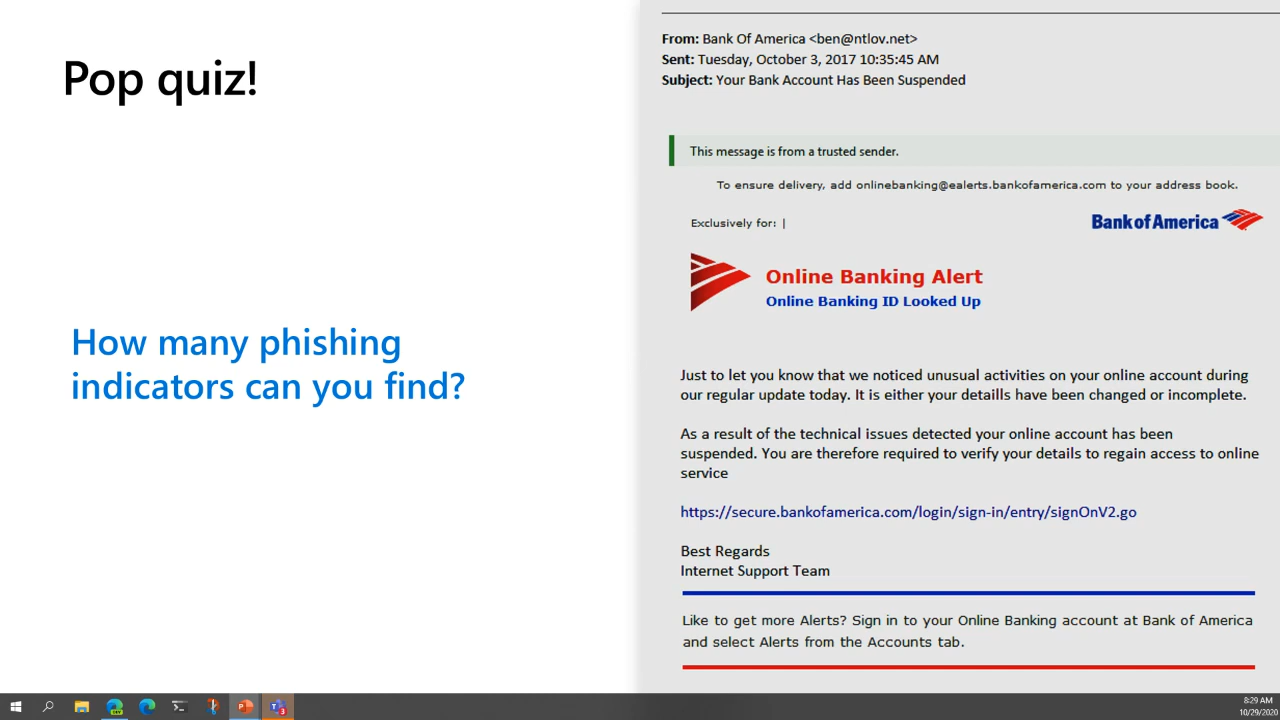 Pop quiz!
How many phishing
indicators can you find?
From: Bank Of America <ben@ntlov.net>
Sent: Tuesday, October 3, 2017 10:35:45 AM
Subject: Your Bank Account Has Been Suspended
This message is from a trusted sender.
To ensure delivery, add onlinebanking@ealerts.bankofamerica.com to your address book.
Exclusively for: |
Bank of America
Online Banking Alert
Online Banking ID Looked Up
Just to let you know that we noticed unusual activities on your online account during
our regular update today. It is either your detaills have been changed or incomplete.
As a result of the technical issues detected your online account has been
suspended. You are therefore required to verify your details to regain access to online
service
https://secure.bankofamerica.com/login/sign-in/entry/signOnV2.go
Best Regards
Internet Support Team
Like to get more Alerts? Sign in to your Online Banking account at Bank of America
and select Alerts from the Accounts tab.
8:29 AM
10/29/2020